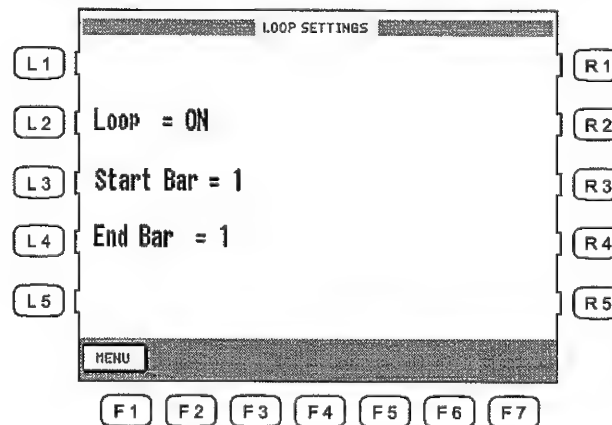 LOOP SETTINGS
L1
R1
L2
Loop = ON
R2
L3
Start Bar = 1
R3
L4
End Bar = 1
R4
L5
R5
MENU
F1 F2 F3 F4 F5 F6 F7